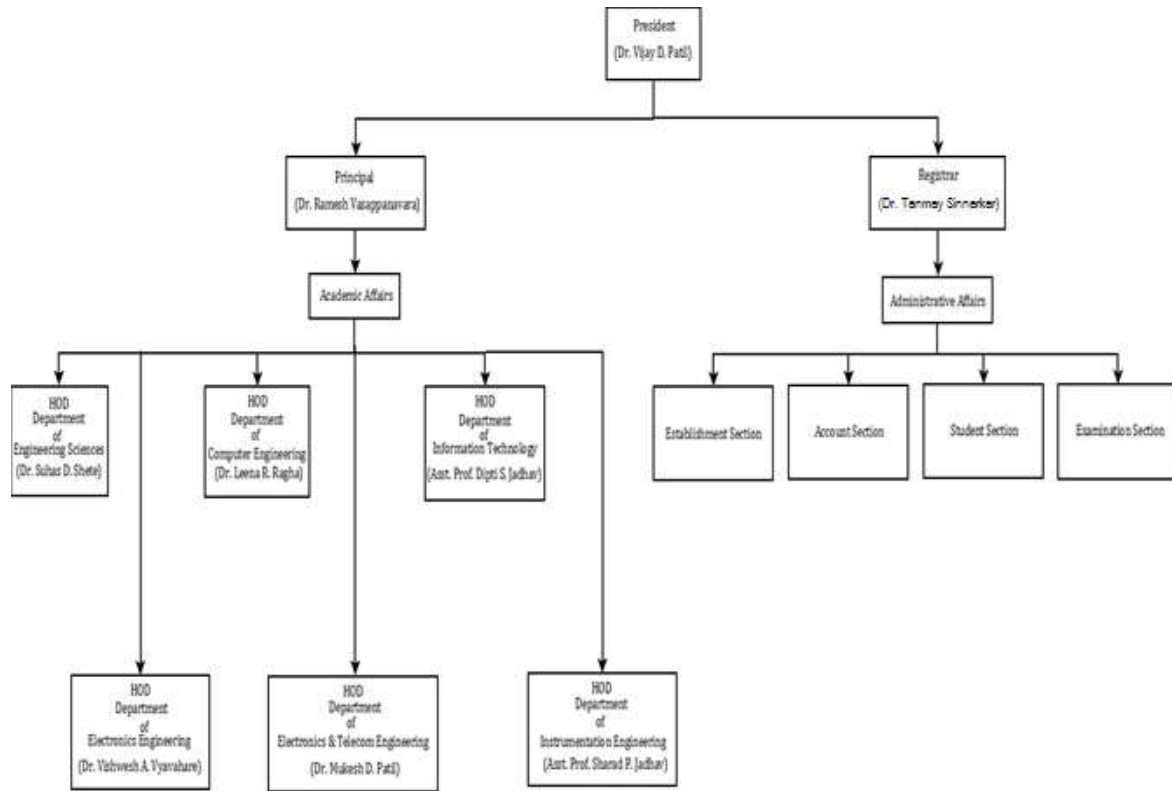 President
(Dr. Vijay D. Patil)
Principal
(Dr. Ramesh Vasappanavara)
Registrar
(Dr. Tanmay Sinnarkar)
Academic Affairs
Administrative Affairs
HOD
Department
of
Engineering Sciences
(Dr. Suhas D. Shete)
HOD
Department
of
Computer Engineering
(Dr. Leena R. Ragha)
HOD
Department
of
Information Technology
(Asst. Prof. Dipti S. Jadhav)
Establishment Section
Account Section
Student Section
Examination Section
HOD
Department
of
Electronics Engineering
(Dr. Vishwesh A. Vyavahare)
HOD
Department
of
Electronics & Telecom Engineering
(Dr. Mukesh D. Patil)
HOD
Department
of
Instrumentation Engineering
(Asst. Prof. Sharad P. Jadhav)